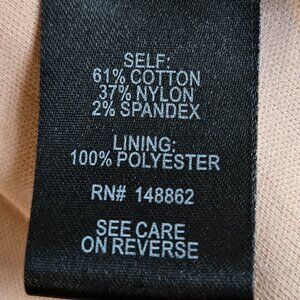 SELF:
61% COTTON
37% NYLON
2% SPANDEX
LINING:
100% POLYESTER
RN# 148862
SEE CARE
ON REVERSE